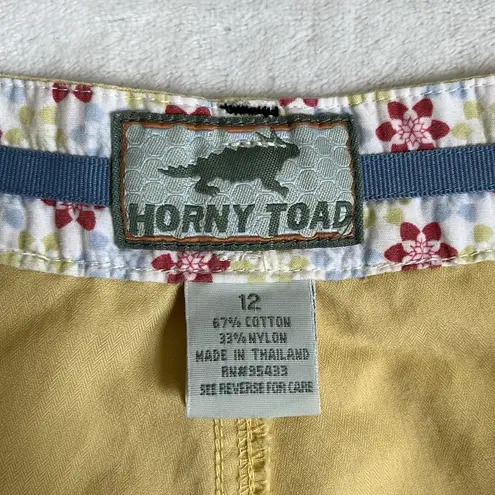 HORNY TOAD
12
67% COTTON
33% NYLON
MADE IN THAILAND
RN#95433
SEE REVERSE FOR CARE